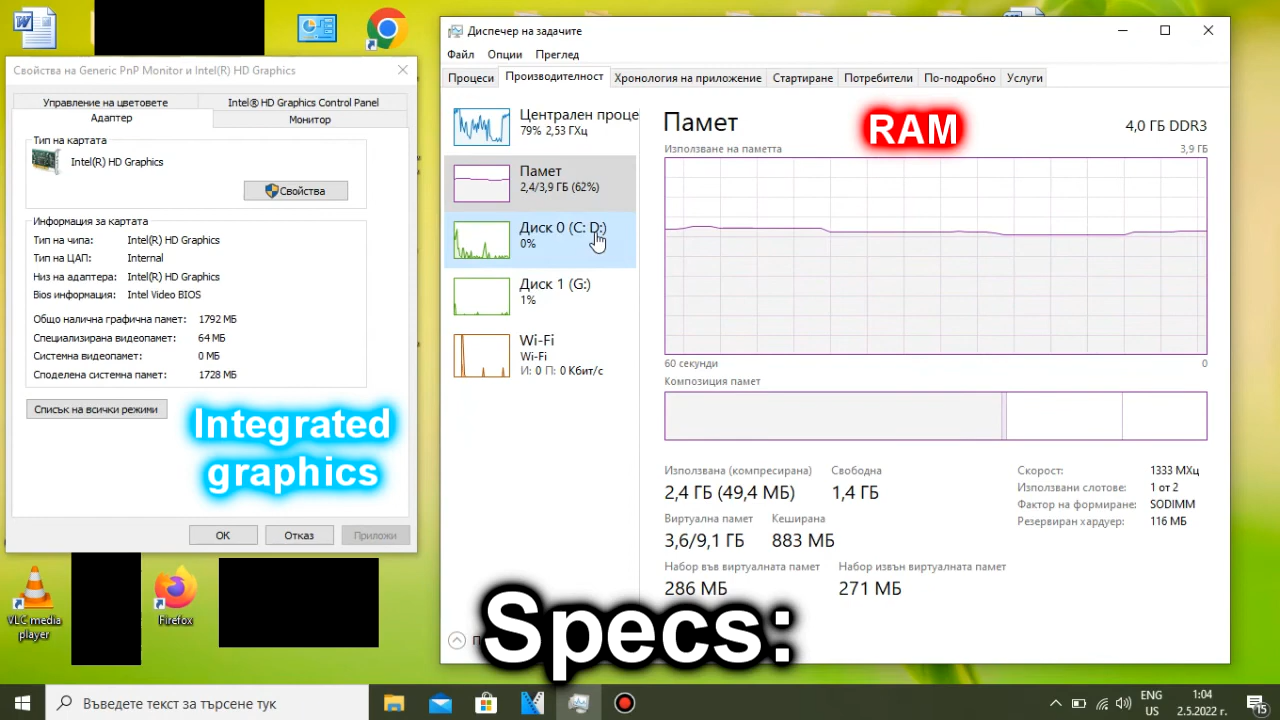 Свойства на Generic PnP Monitor и Intel(R) HD Graphics
Управление на цветовете
Intel® HD Graphics Control Panel
Адаптер
Монитор
Тип на картата
Intel(R) HD Graphics
Свойства
Информация за картата
Тип на чипа: Intel(R) HD Graphics
Тип на ЦАП: Internal
Низ на адаптера: Intel(R) HD Graphics
Bios информация: Intel Video BIOS
Общо налична графична памет: 1792 МБ
Специализирана видеопамет: 64 МБ
Системна видеопамет: 0 МБ
Споделена системна памет: 1728 МБ
Списък на всички режими
Integrated
graphics
OK
Отказ
Приложи
VLC media
player
Firefox
Диспечер на задачите
Файл Опции Преглед
Процеси Производителност Хронология на приложение Стартиране Потребители По-подробно Услуги
Централен проце
79% 2,53 ГХц
Памет
2,4/3,9 ГБ (62%)
Диск 0 (C: D:)
0%
Диск 1 (G:)
1%
Wi-Fi
Wi-Fi
И: 0 П: 0 Кбит/с
Памет
RAM
4,0 ГБ DDR3
Използване на паметта
3,9 ГБ
60 секунди
0
Композиция памет
Използвана (компресирана)
2,4 ГБ (49,4 МБ)
Свободна
1,4 ГБ
Виртуална памет
3,6/9,1 ГБ
Кеширана
883 МБ
Набор във виртуалната памет
286 МБ
Набор извън виртуалната памет
271 МБ
Скорост: 1333 МХц
Използвани слотове: 1 от 2
Фактор на формиране: SODIMM
Резервиран хардуер: 116 МБ
Specs:
Въведете текст за търсене тук
ENG
US
1:04
2.5.2022 г.
15